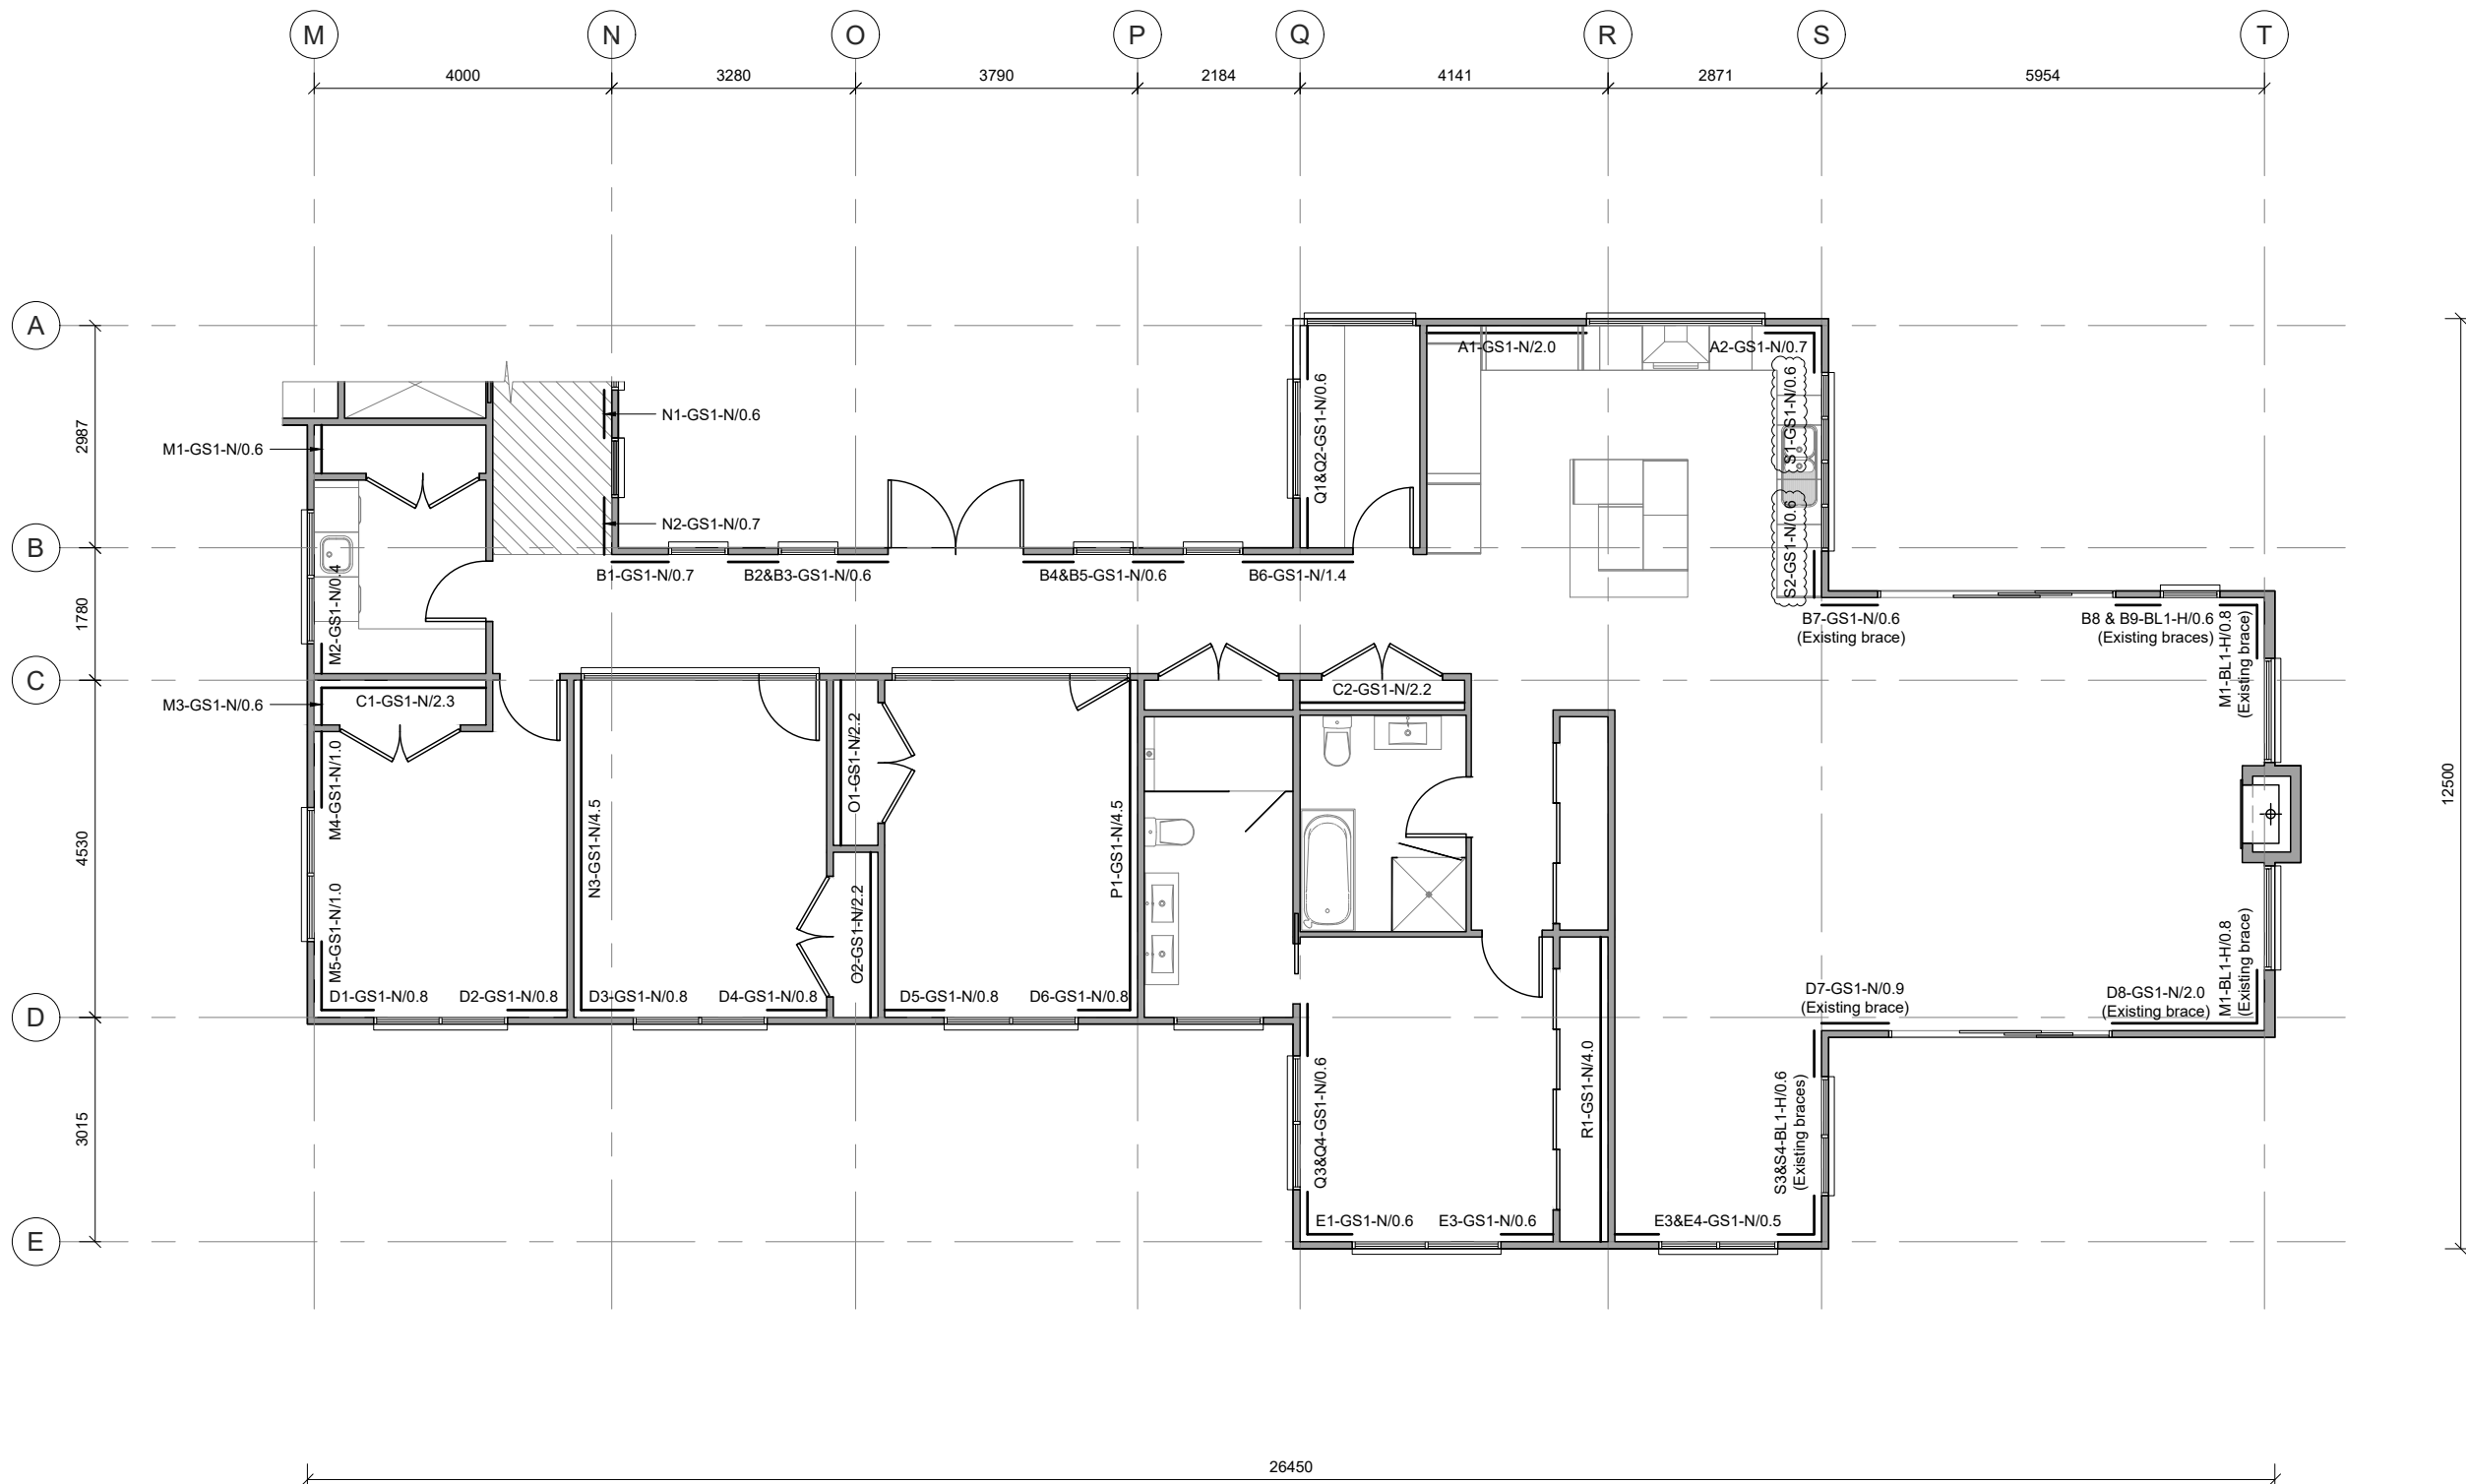 M
N
O
P
Q
R
S
T
4000
3280
3790
2184
4141
2871
5954
A
B
C
D
E
2987
1780
4530
3015
12500
26450
A1-GS1-N/2.0
A2-GS1-N/0.7
Q1&Q2-GS1-N/0.6
S1-GS1-N/0.6
S2-GS1-N/0.6
N1-GS1-N/0.6
M1-GS1-N/0.6
N2-GS1-N/0.7
M2-GS1-N/0.4
B1-GS1-N/0.7
B2&B3-GS1-N/0.6
B4&B5-GS1-N/0.6
B6-GS1-N/1.4
B7-GS1-N/0.6
(Existing brace)
B8 & B9-BL1-H/0.6
(Existing braces)
M1-BL1-H/0.8
(Existing brace)
M3-GS1-N/0.6
C1-GS1-N/2.3
C2-GS1-N/2.2
M4-GS1-N/1.0
M5-GS1-N/1.0
N3-GS1-N/4.5
O1-GS1-N/2.2
O2-GS1-N/2.2
P1-GS1-N/4.5
D1-GS1-N/0.8
D2-GS1-N/0.8
D3-GS1-N/0.8
D4-GS1-N/0.8
D5-GS1-N/0.8
D6-GS1-N/0.8
D7-GS1-N/0.9
(Existing brace)
D8-GS1-N/2.0
(Existing brace)
M1-BL1-H/0.8
(Existing brace)
Q3&Q4-GS1-N/0.6
R1-GS1-N/4.0
S3&S4-BL1-H/0.6
(Existing braces)
E1-GS1-N/0.6
E3-GS1-N/0.6
E3&E4-GS1-N/0.5